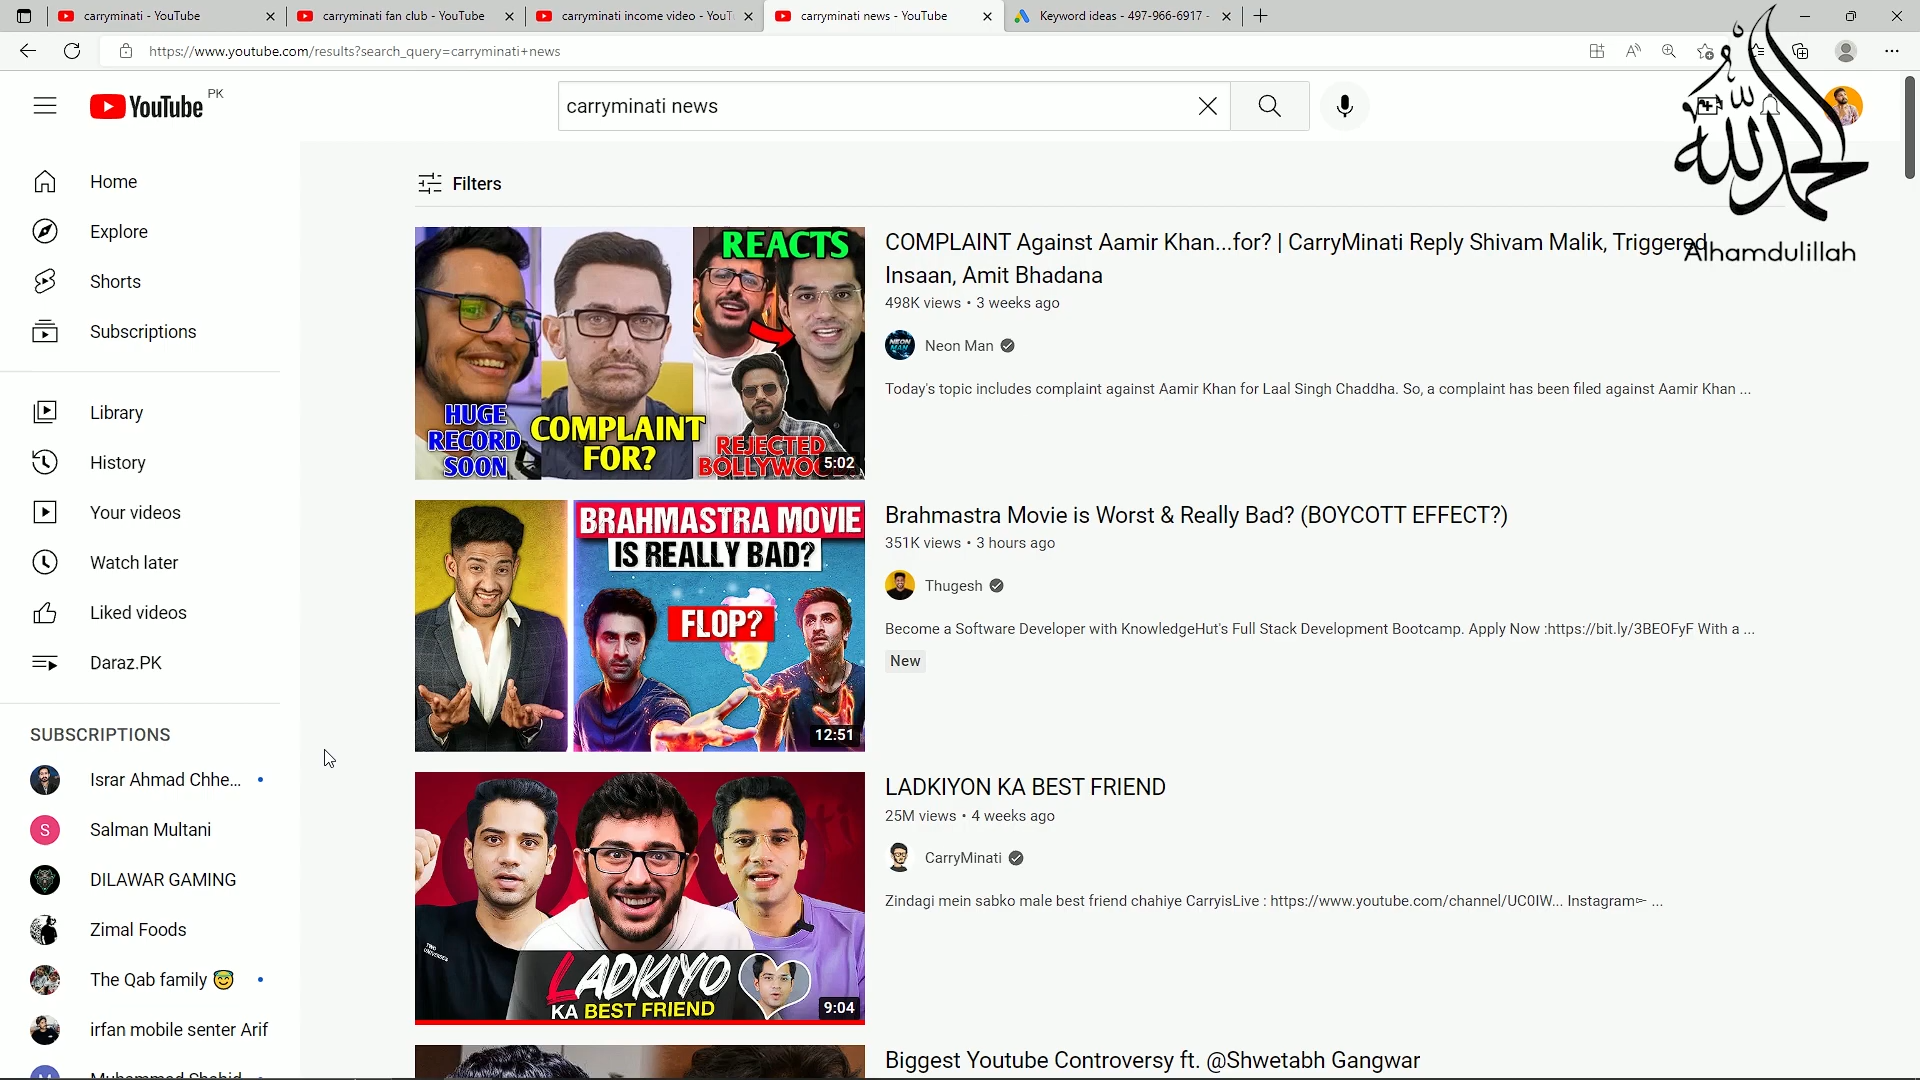 carryminati - YouTube
carryminati fan club - YouTube
carryminati income video - YouT
carryminati news - YouTube
Keyword ideas - 497-966-6917 -
https://www.youtube.com/results?search_query=carryminati+news
YouTube PK
carryminati news
الحمد لله
Alhamdulillah
Home
Explore
Shorts
Subscriptions
Library
History
Your videos
Watch later
Liked videos
Daraz.PK
SUBSCRIPTIONS
Israr Ahmad Chhe...
S
Salman Multani
DILAWAR GAMING
Zimal Foods
The Qab family 😇
irfan mobile senter Arif
Muhammad Shahid
Filters
REACTS
HUGE
RECORD
SOON
COMPLAINT
FOR?
REJECTED
5:02
COMPLAINT Against Aamir Khan...for? | CarryMinati Reply Shivam Malik, Triggered
Insaan, Amit Bhadana
498K views • 3 weeks ago
NEON
MAN
Neon Man
Today's topic includes complaint against Aamir Khan for Laal Singh Chaddha. So, a complaint has been filed against Aamir Khan ...
BRAHMASTRA MOVIE
IS REALLY BAD?
FLOP?
12:51
Brahmastra Movie is Worst & Really Bad? (BOYCOTT EFFECT?)
351K views • 3 hours ago
Thugesh
Become a Software Developer with KnowledgeHut's Full Stack Development Bootcamp. Apply Now :https://bit.ly/3BEOFyF With a ...
New
LADKIYO
KA BEST FRIEND
9:04
LADKIYON KA BEST FRIEND
25M views • 4 weeks ago
CarryMinati
Zindagi mein sabko male best friend chahiye CarryisLive : https://www.youtube.com/channel/UC0IW... Instagram ...
Biggest Youtube Controversy ft. @Shwetabh Gangwar